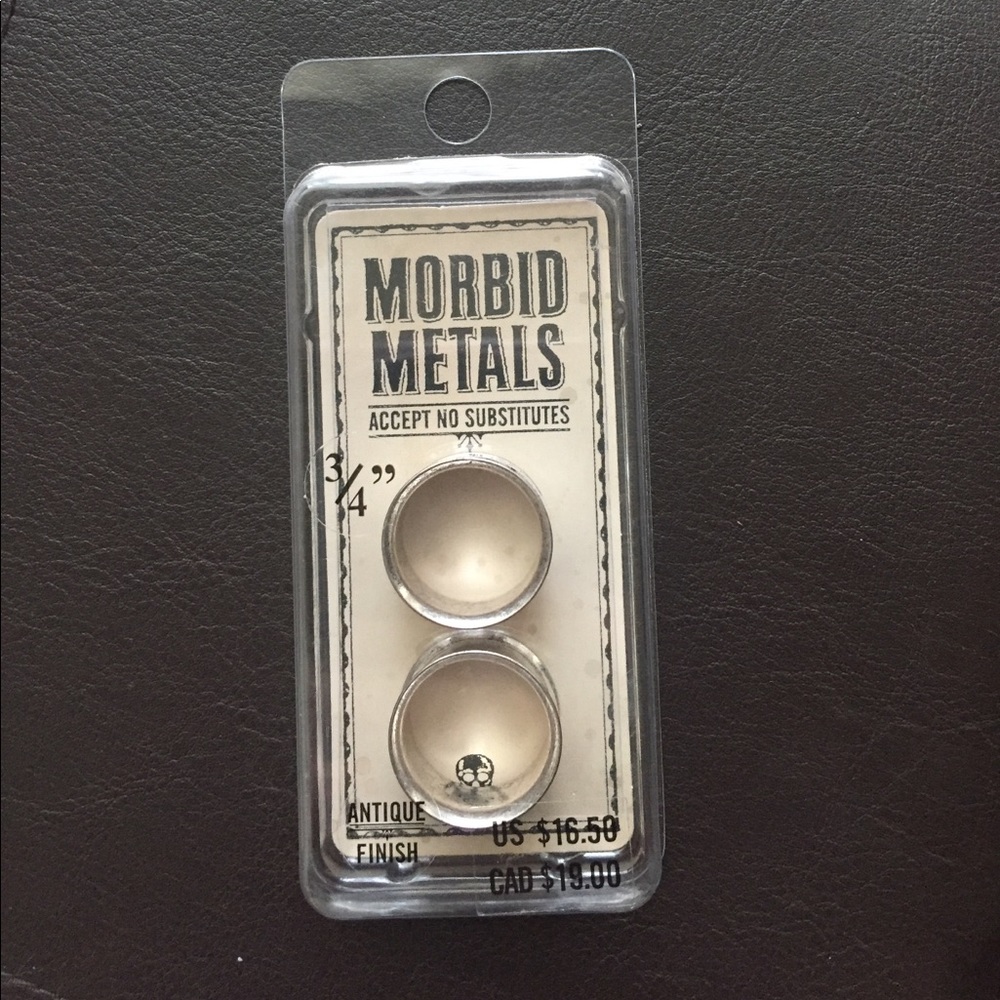 MORBID
METALS
ACCEPT NO SUBSTITUTES
3/4”
ANTIQUE
FINISH
US $16.50
CAD $19.00